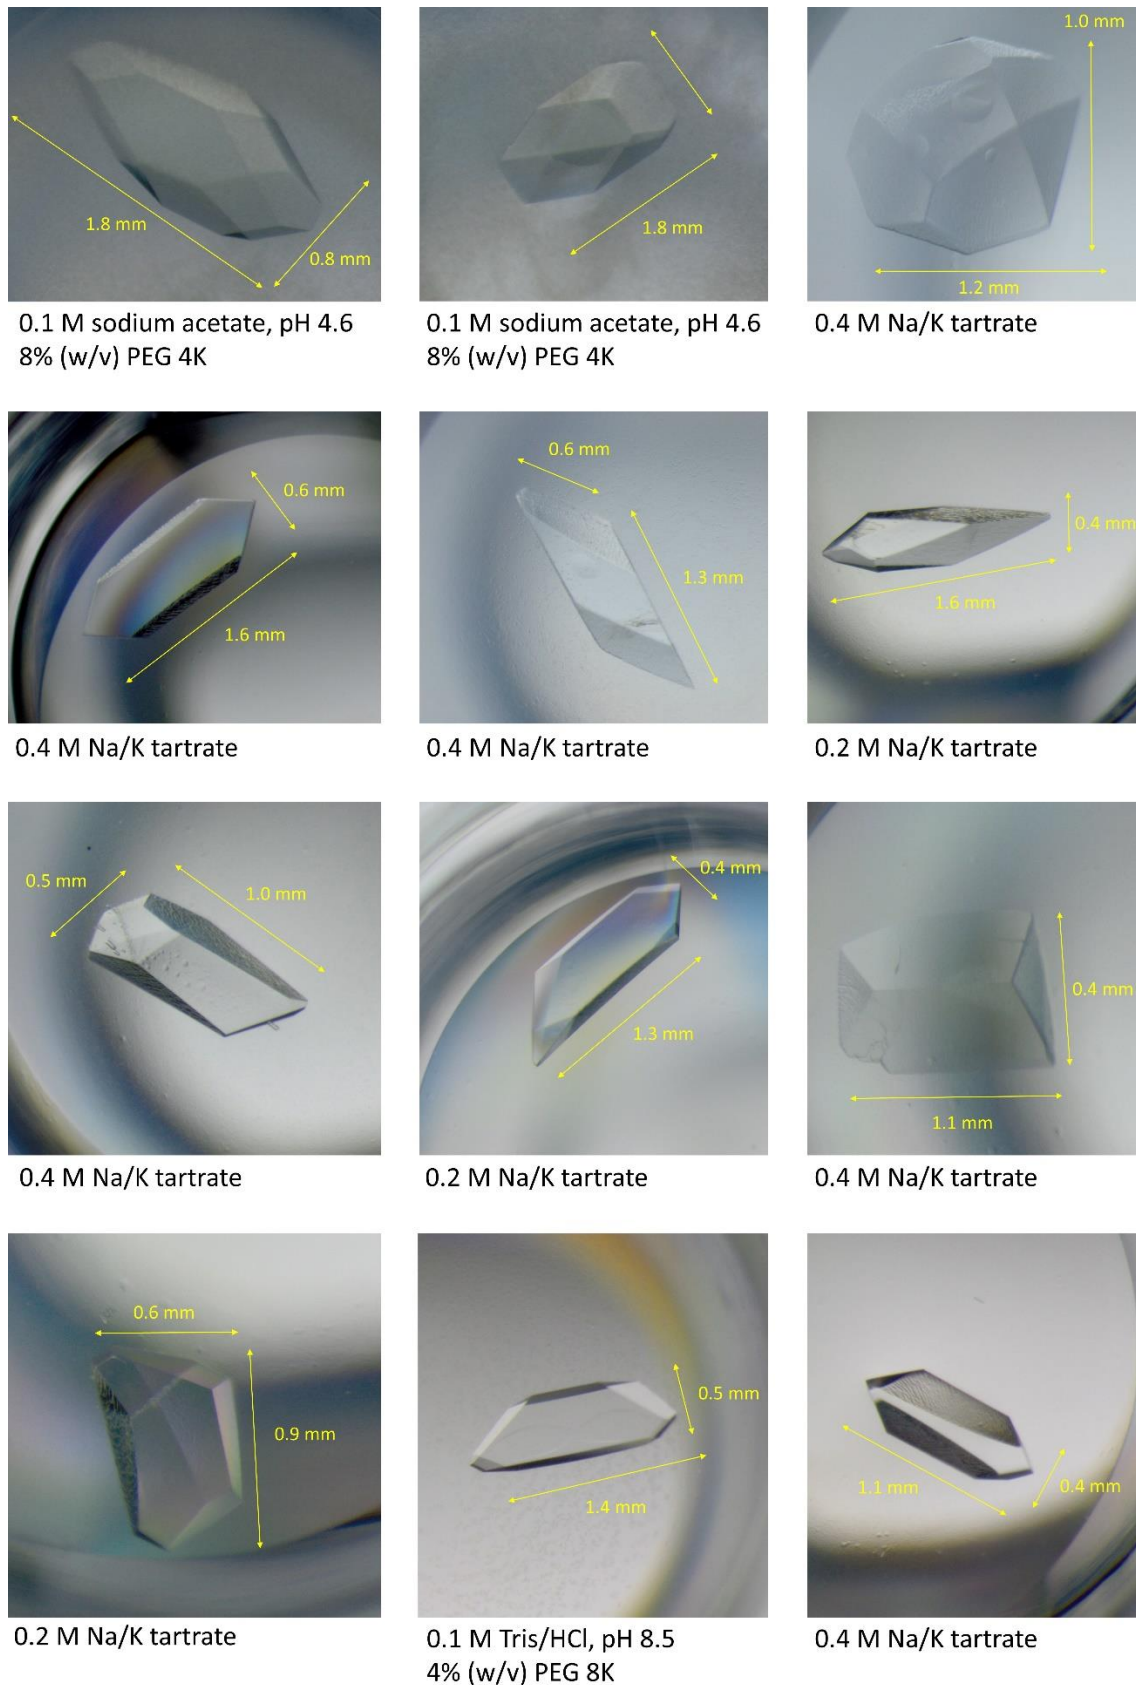 1.8 mm
0.8 mm
0.1 M sodium acetate, pH 4.6
8% (w/v) PEG 4K
1.8 mm
0.1 M sodium acetate, pH 4.6
8% (w/v) PEG 4K
1.0 mm
1.2 mm
0.4 M Na/K tartrate
0.6 mm
1.6 mm
0.4 M Na/K tartrate
0.6 mm
1.3 mm
0.4 M Na/K tartrate
0.4 mm
1.6 mm
0.2 M Na/K tartrate
0.5 mm
1.0 mm
0.4 M Na/K tartrate
0.4 mm
1.3 mm
0.2 M Na/K tartrate
0.4 mm
1.1 mm
0.4 M Na/K tartrate
0.6 mm
0.9 mm
0.2 M Na/K tartrate
0.5 mm
1.4 mm
0.1 M Tris/HCl, pH 8.5
4% (w/v) PEG 8K
1.1 mm
0.4 mm
0.4 M Na/K tartrate